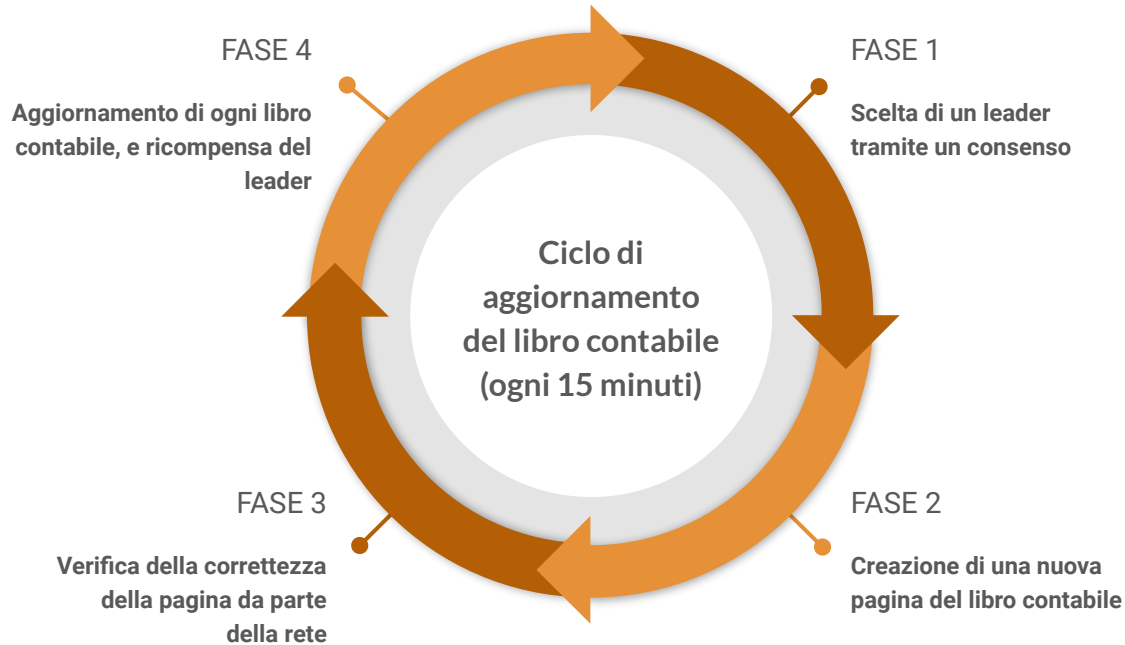 FASE 4
Aggiornamento di ogni libro
contabile, e ricompensa del
leader
FASE 1
Scelta di un leader
tramite un consenso
Ciclo di
aggiornamento
del libro contabile
(ogni 15 minuti)
FASE 3
Verifica della correttezza
della pagina da parte
della rete
FASE 2
Creazione di una nuova
pagina del libro contabile